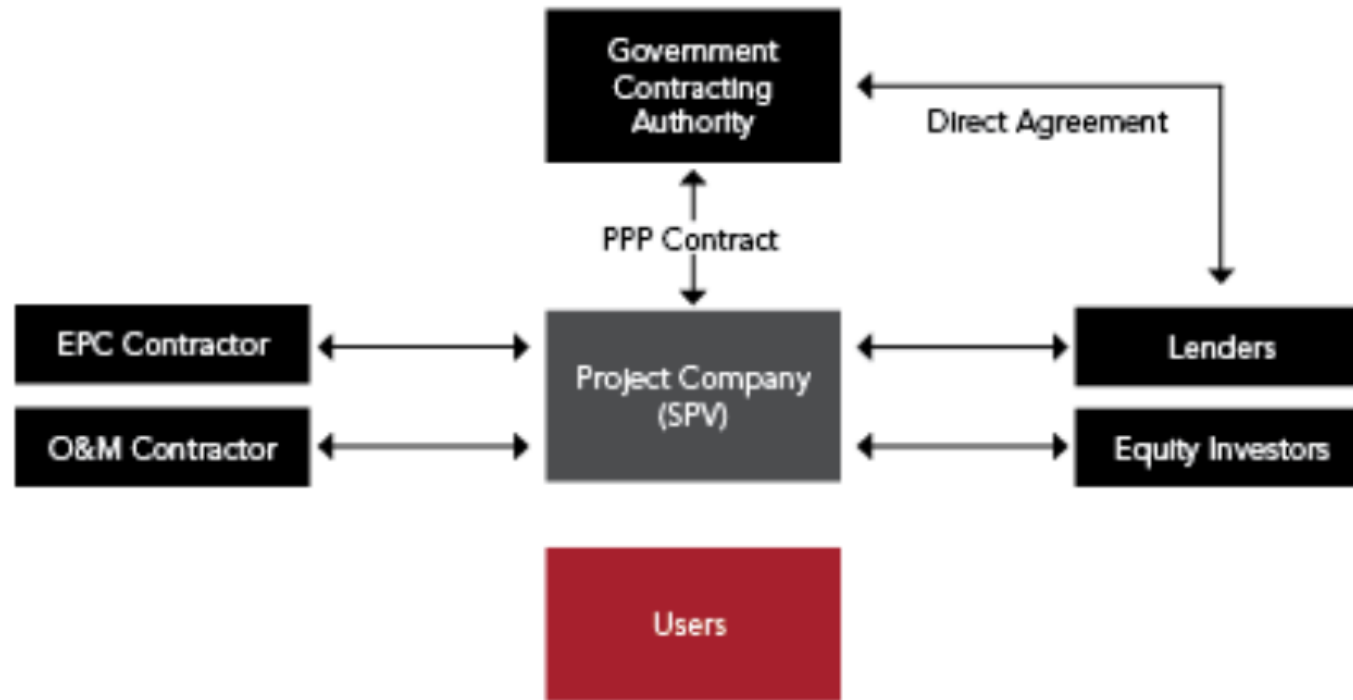 Government
Contracting
Authority
Direct Agreement
PPP Contract
EPC Contractor
Project Company
(SPV)
Lenders
O&M Contractor
Equity Investors
Users